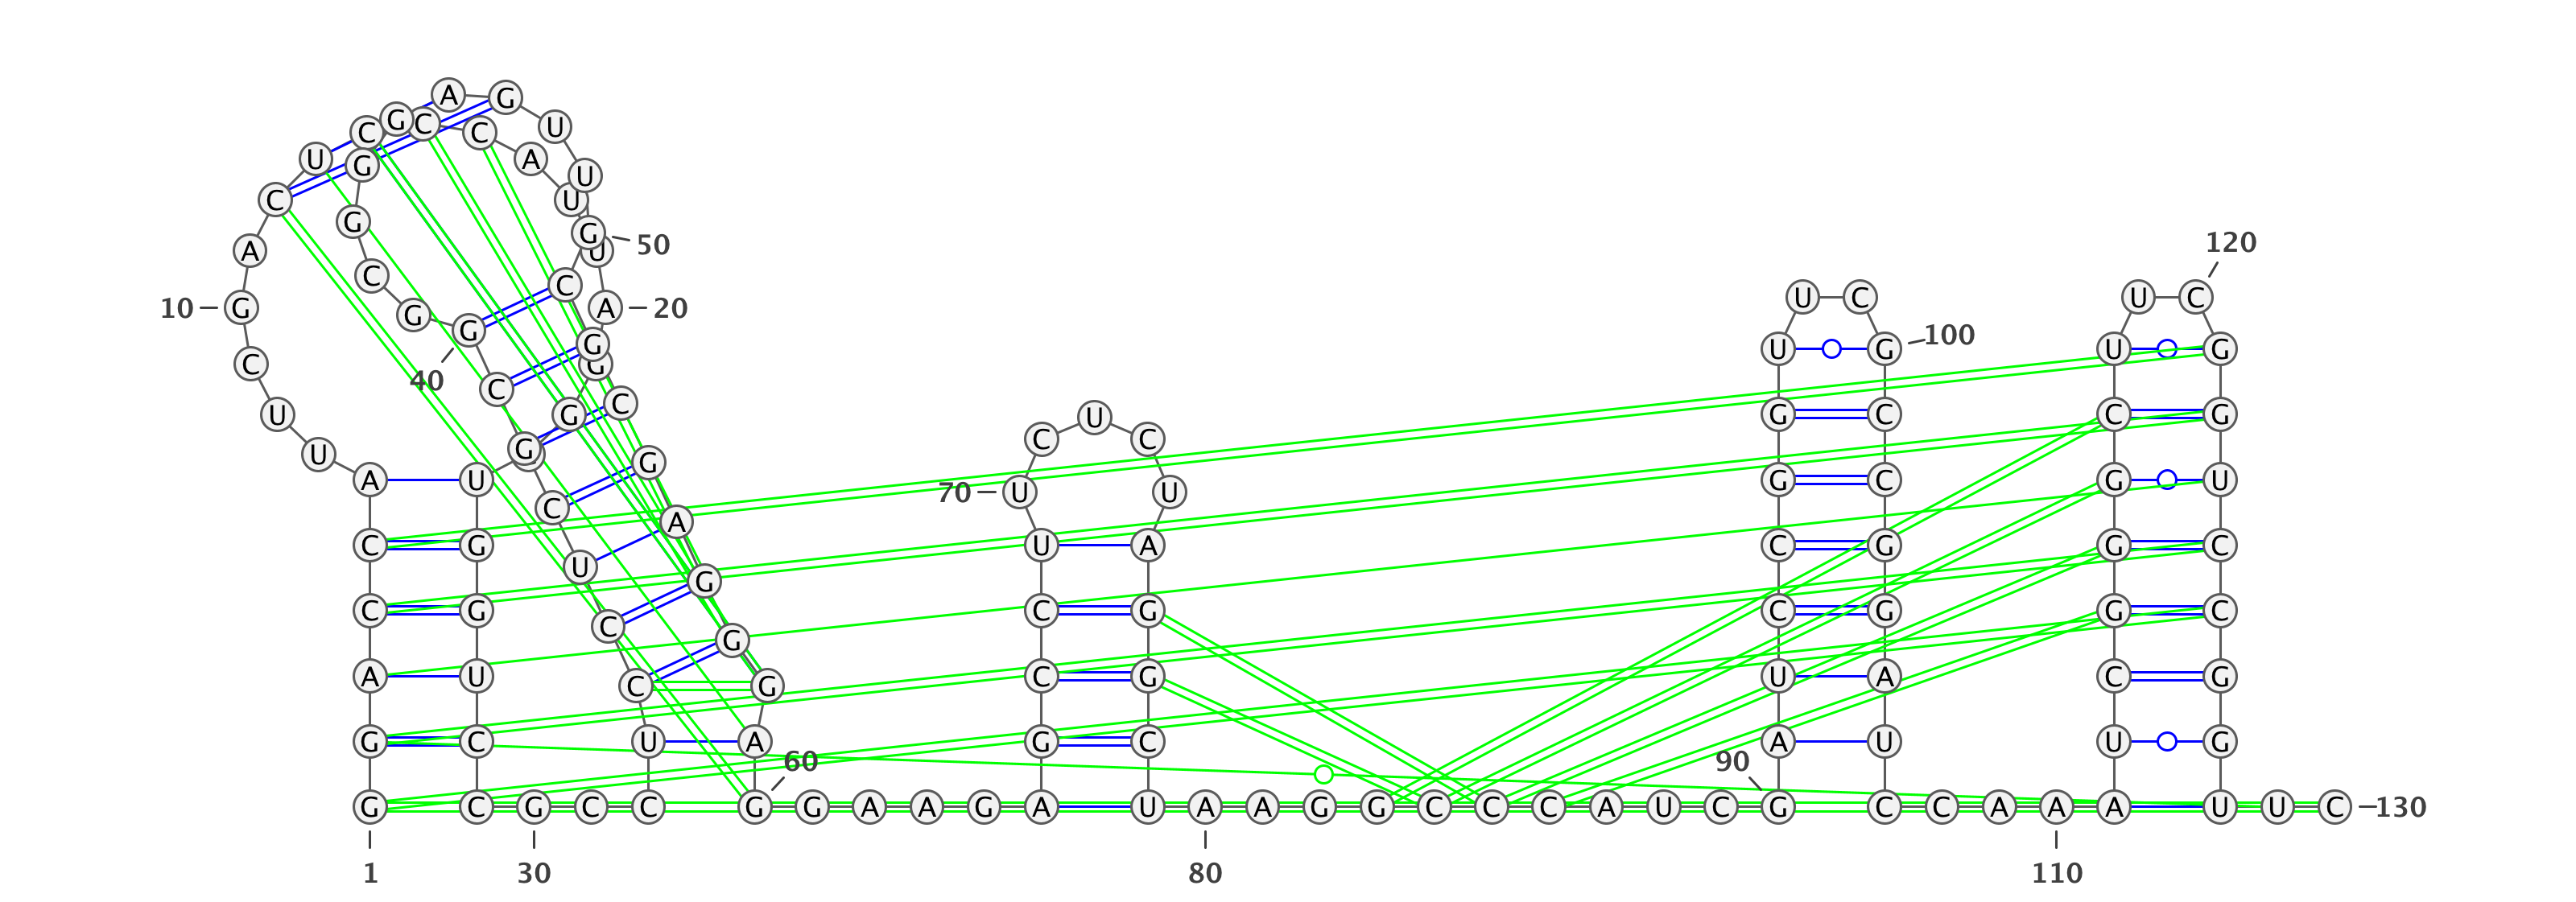 A G
G C U
C C
U G A
U
C U
G
G 120
A U 50
C C
10 G A 20 U C U C
G
G G 100
U G U G
C G
40 C
C
U G U G C C G
C C
U G
G
A U G C G U
70 U U
C
A
C G U A C G G C
U G
C G C G C G G C
C G
A U C G U A C G
C G
G C U A G C A U U G
90 60
G C G C C G G A A G A U A A G G C C C A U C G C C A A A U U C 130
1 30 80 110